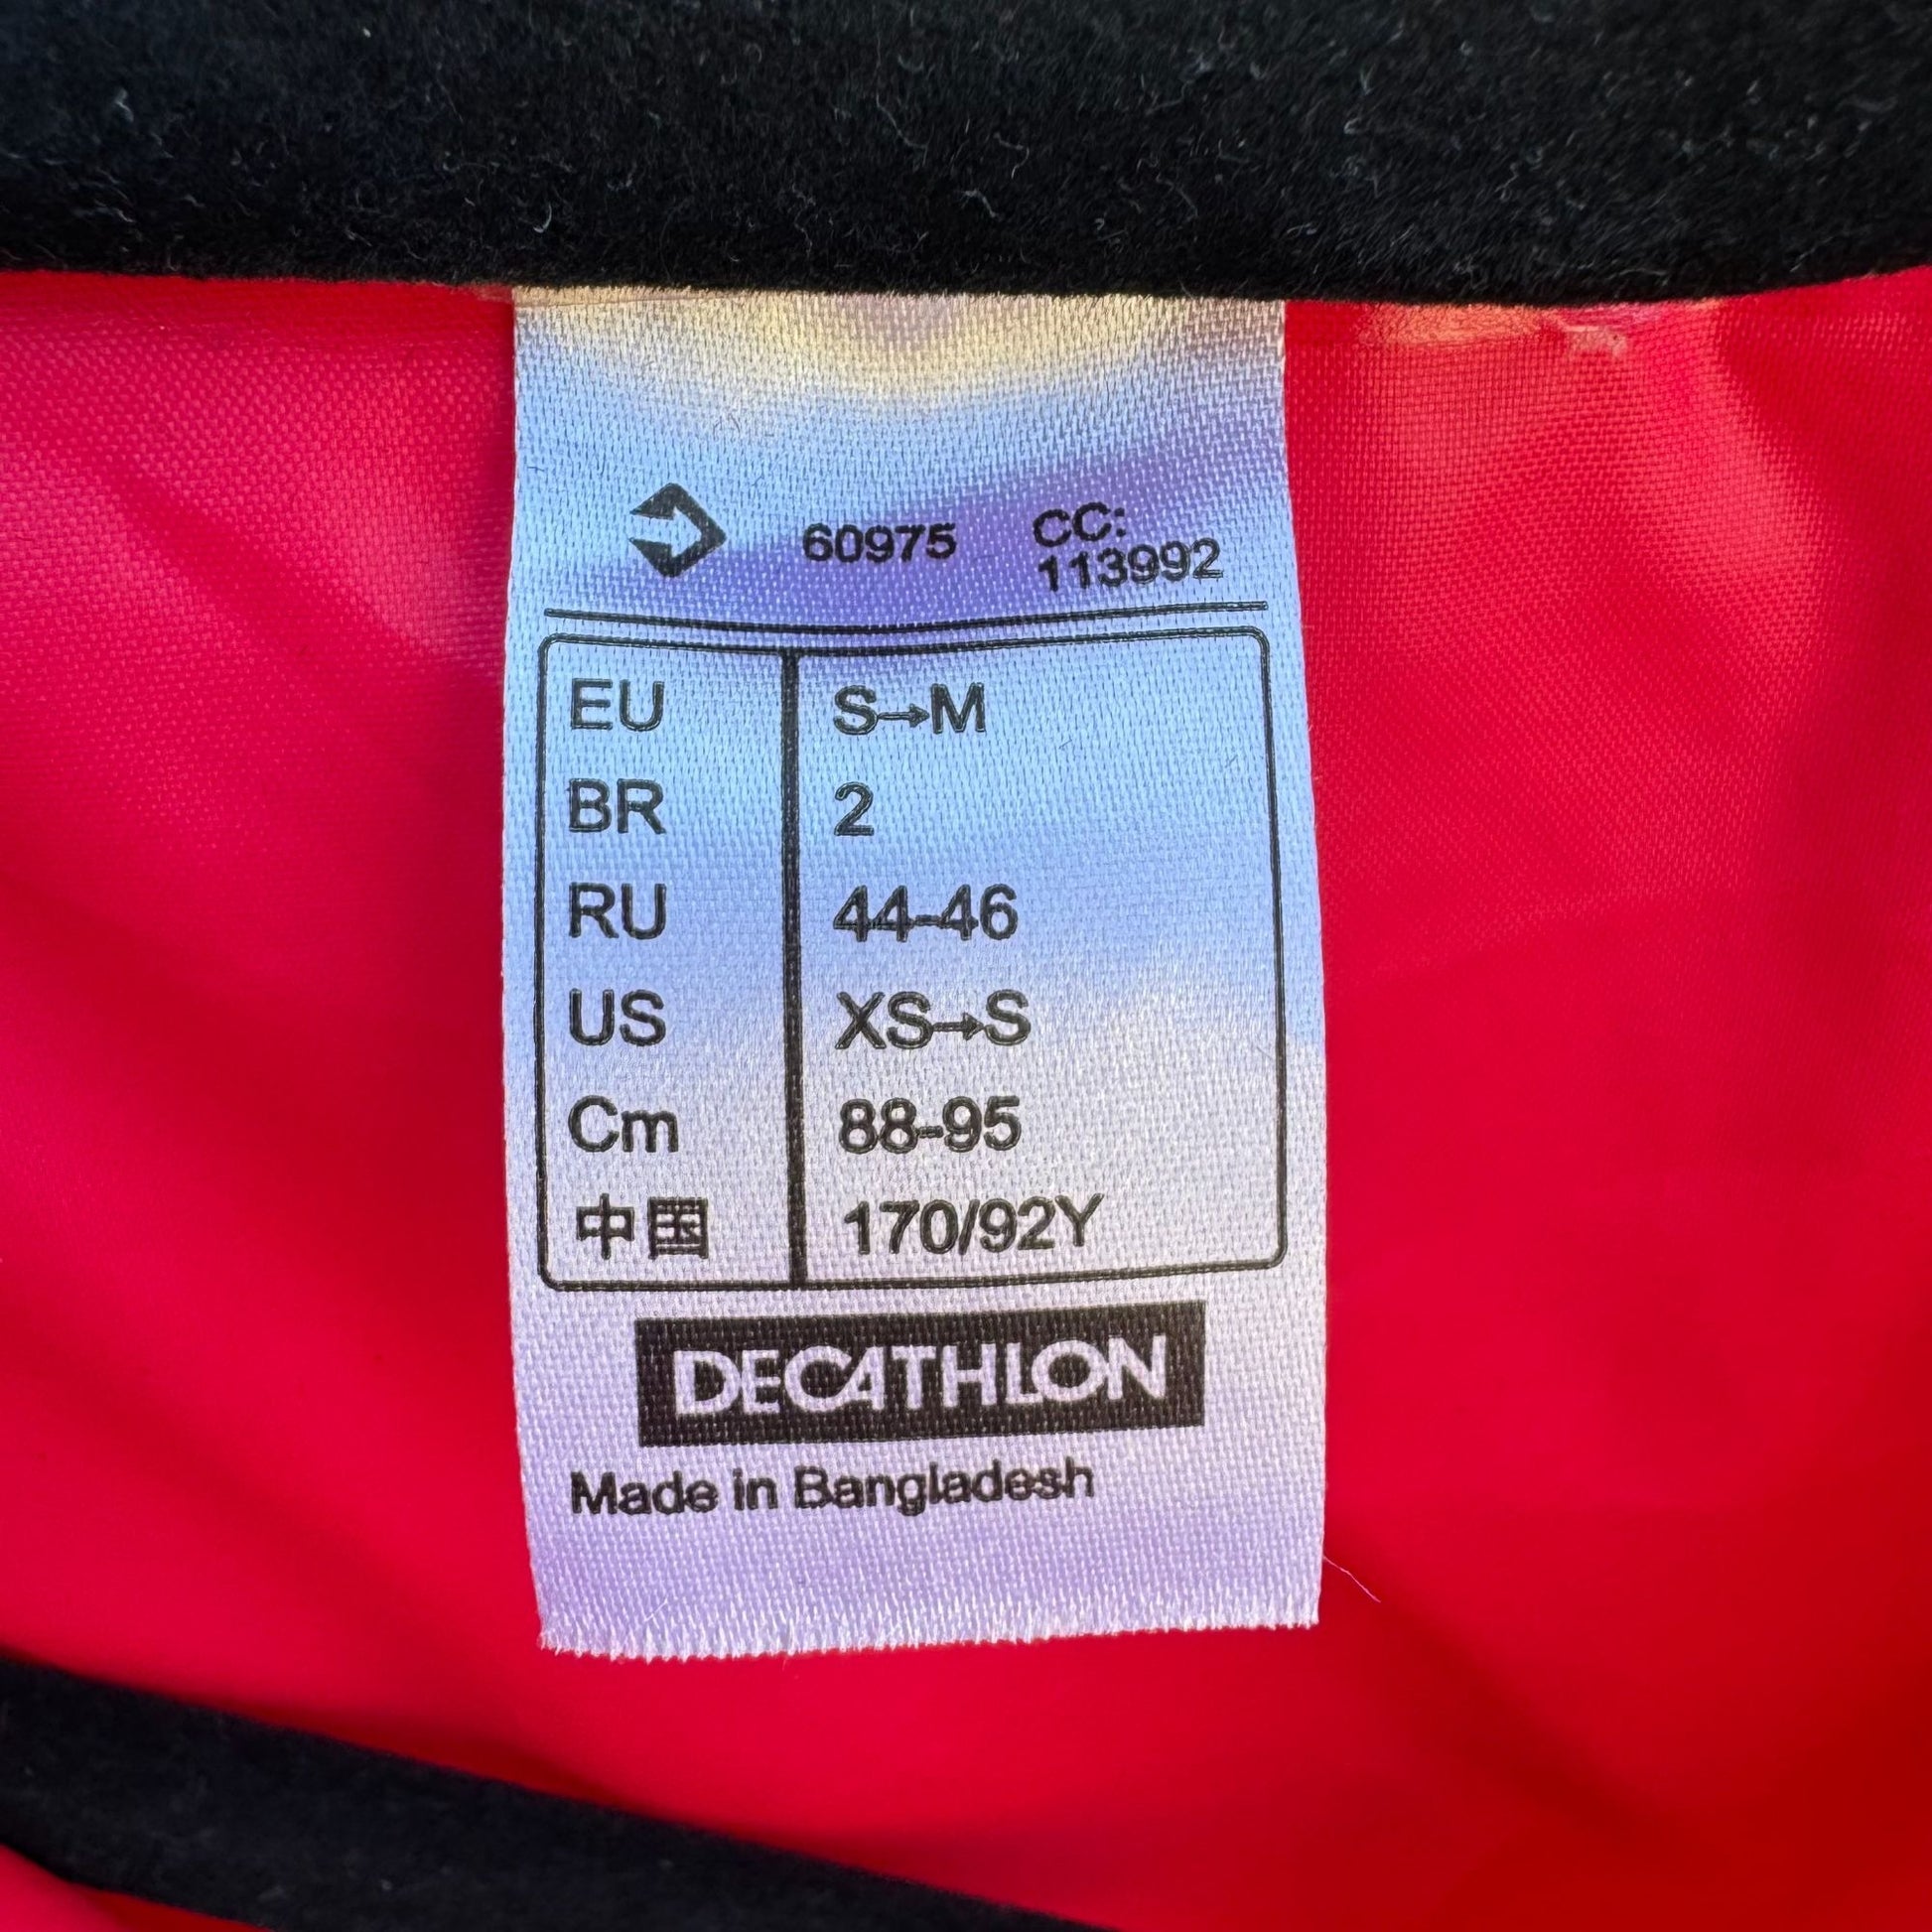 60975 CC:
113992
EU S→M
BR 2
RU 44-46
US XS→S
Cm 88-95
中国 170/92Y
DECATHLON
Made in Bangladesh